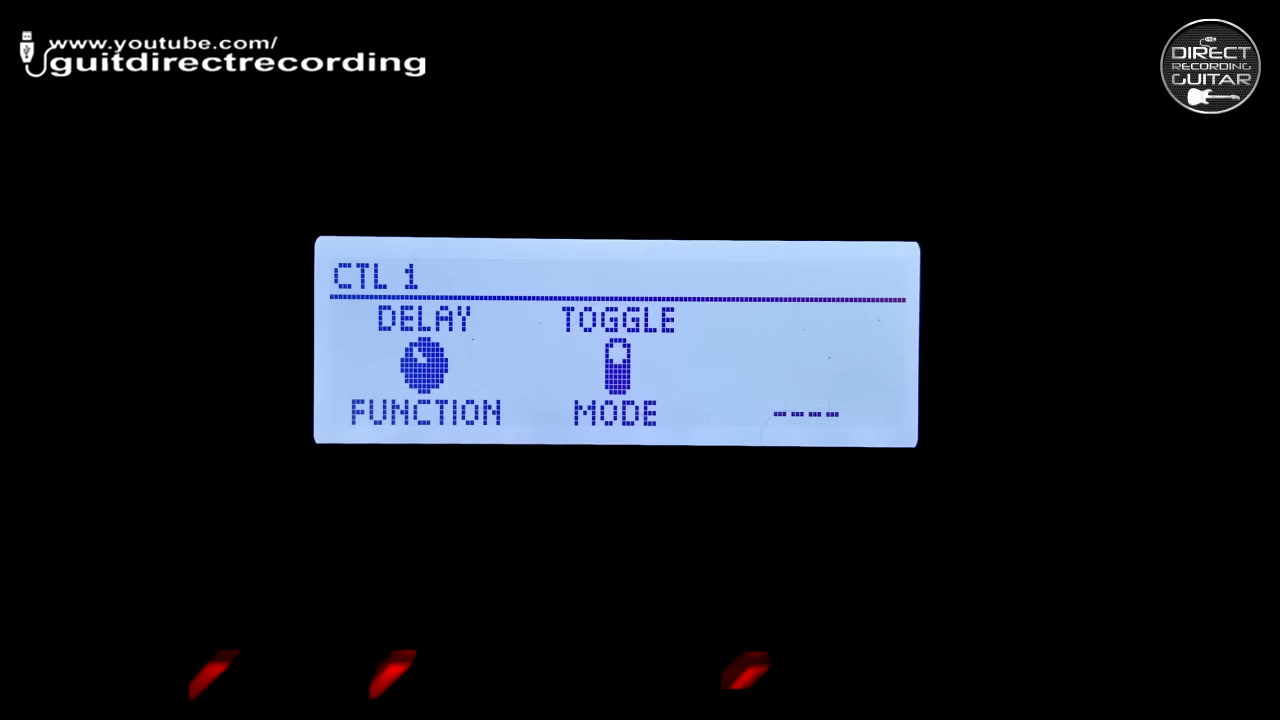 www.youtube.com/
guitdirectrecording
DIRECT
RECORDING
GUITAR
CTL 1
DELAY TOGGLE
FUNCTION MODE ----